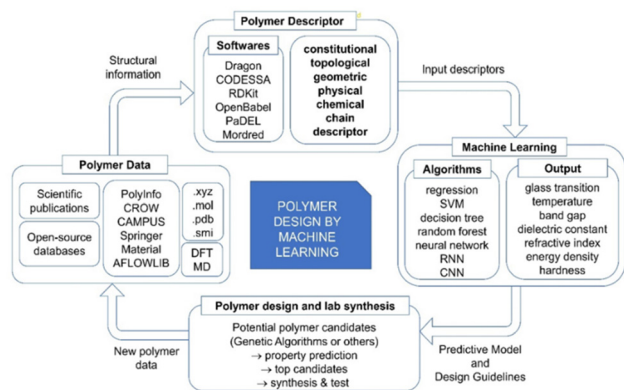 Polymer Descriptor
Softwares
Dragon
CODESSA
RDKit
OpenBabel
PaDEL
Mordred
constitutional
topological
geometric
physical
chemical
chain
descriptor
Structural
information
Input descriptors
Polymer Data
Scientific
publications
Open-source
databases
PolyInfo
CROW
CAMPUS
Springer
Material
AFLOWLIB
.xyz
.mol
.pdb
.smi
DFT
MD
POLYMER
DESIGN BY
MACHINE
LEARNING
Machine Learning
Algorithms
regression
SVM
decision tree
random forest
neural network
RNN
CNN
Output
glass transition
temperature
band gap
dielectric constant
refractive index
energy density
hardness
Polymer design and lab synthesis
Potential polymer candidates
(Genetic Algorithms or others)
→ property prediction
→ top candidates
→ synthesis & test
New polymer
data
Predictive Model
and
Design Guidelines